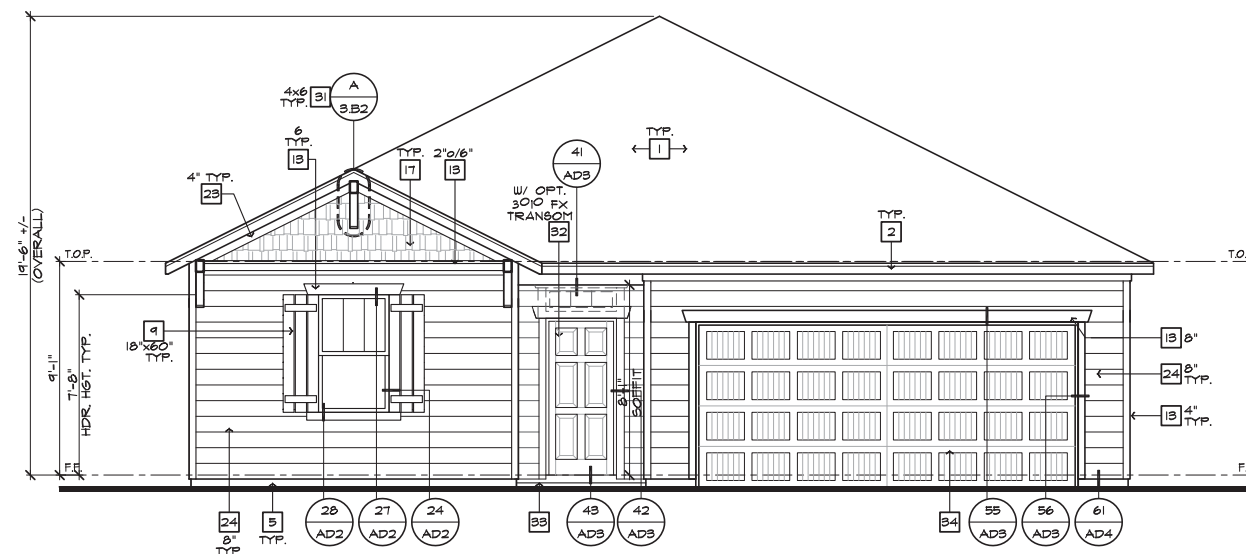 A
3.B2
4x6
TYP.
31
6
TYP.
13
TYP.
17
2"o/6"
13
4" TYP.
23
41
AD3
TYP.
1
W/ OPT.
3010 FX
TRANSOM
32
TYP.
2
19'-6" +/-
(OVERALL)
T.O.P.
T.O.
9'-1"
7'-8"
HDR. HGT. TYP.
9
18"x60"
TYP.
8'-1"
SOFFIT
13 8"
24 8"
TYP.
13 4"
TYP.
F.F.
F.
24
8"
TYP
5
TYP.
28
AD2
27
AD2
24
AD2
33
43
AD3
42
AD3
34
55
AD3
56
AD3
61
AD4